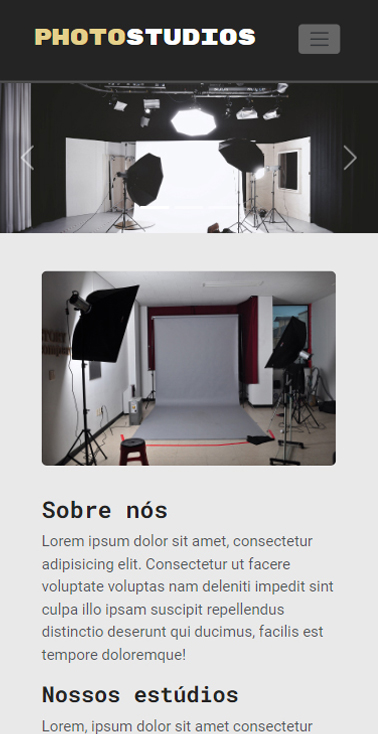 PHOTOSTUDIOS
Sobre nós
Lorem ipsum dolor sit amet, consectetur
adipisicing elit. Consectetur ut facere
voluptate voluptas nam deleniti impedit sint
culpa illo ipsam suscipit repellendus
distinctio deserunt qui ducimus, facilis est
tempore doloremque!
Nossos estúdios
Lorem, ipsum dolor sit amet consectetur